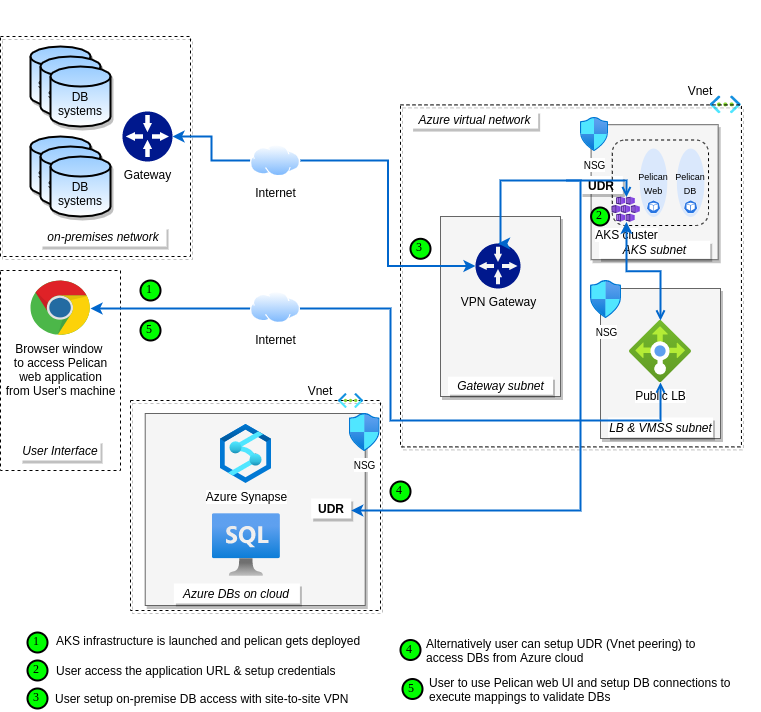 DB
systems
DB
systems
Gateway
on-premises network
Internet
Vnet
Azure virtual network
NSG
UDR
Pelican
Web
Pelican
DB
2
AKS cluster
AKS subnet
3
VPN Gateway
Gateway subnet
NSG
Public LB
LB & VMSS subnet
1
5
Internet
Browser window
to access Pelican
web application
from User's machine
User Interface
Vnet
NSG
Azure Synapse
UDR
SQL
Azure DBs on cloud
4
1 AKS infrastructure is launched and pelican gets deployed
2 User access the application URL & setup credentials
3 User setup on-premise DB access with site-to-site VPN
4 Alternatively user can setup UDR (Vnet peering) to
access DBs from Azure cloud
5 User to use Pelican web UI and setup DB connections to
execute mappings to validate DBs